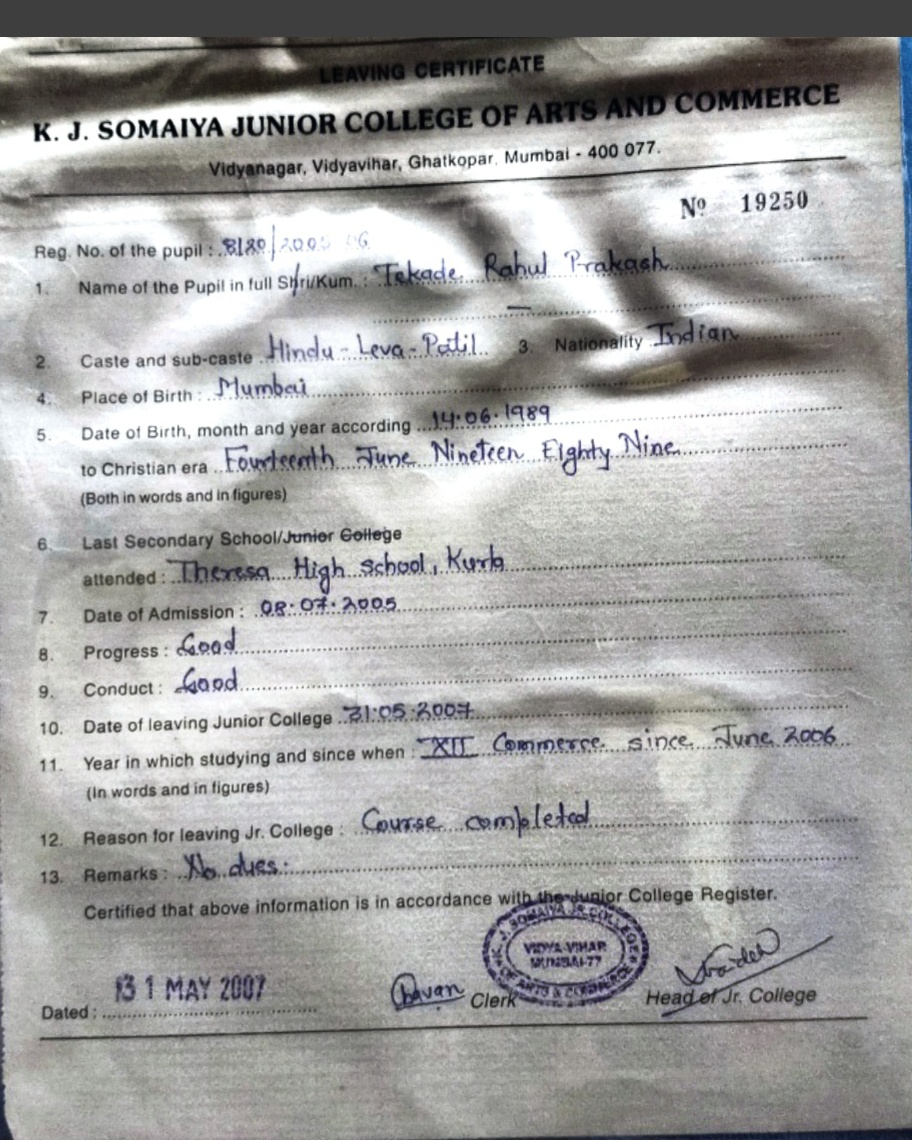 LEAVING CERTIFICATE
K. J. SOMAIYA JUNIOR COLLEGE OF ARTS AND COMMERCE
Vidyanagar, Vidyavihar, Ghatkopar, Mumbai - 400 077.
Nº 19250
Reg. No. of the pupil : 8180/2005 06
1. Name of the Pupil in full Shri/Kum. : Tekade Rahul Prakash
2. Caste and sub-caste Hindu - Leva - Patil 3. Nationality Indian
4. Place of Birth : Mumbai
5. Date of Birth, month and year according 14.06.1989
to Christian era Fourteenth June Nineteen Eighty Nine
(Both in words and in figures)
6. Last Secondary School/Junior College
attended : Theresa High School, Kurla
7. Date of Admission : 08.07.2005
8. Progress : Good
9. Conduct : Good
10. Date of leaving Junior College 31.05.2007
11. Year in which studying and since when : XII Commerce since June 2006
(In words and in figures)
12. Reason for leaving Jr. College : Course completed
13. Remarks : No dues.
Certified that above information is in accordance with the Junior College Register.
K. J. SOMAIYA JR. COLLEGE
VIDYA-VIHAR
MUMBAI-77
OF ARTS & COMMERCE
Dated : 31 MAY 2007 Chavan Clerk Head of Jr. College